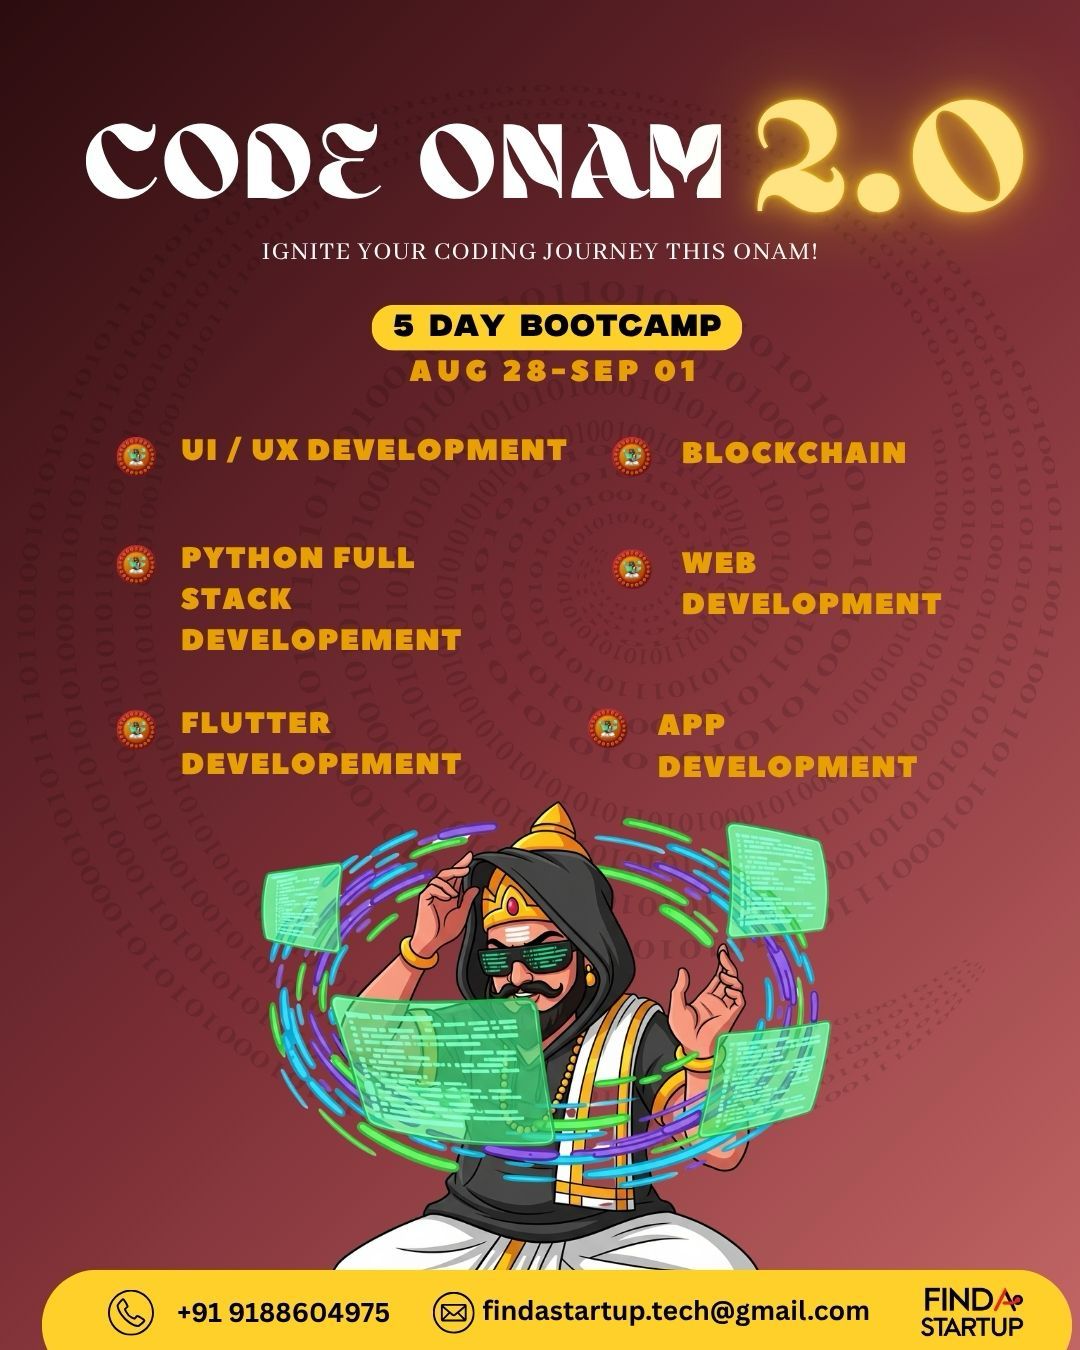 CODE ONAM 2.0
IGNITE YOUR CODING JOURNEY THIS ONAM!
5 DAY BOOTCAMP
AUG 28-SEP 01
UI / UX DEVELOPMENT
BLOCKCHAIN
PYTHON FULL
STACK
DEVELOPEMENT
WEB
DEVELOPMENT
FLUTTER
DEVELOPEMENT
APP
DEVELOPMENT
+91 9188604975
findastartup.tech@gmail.com
FINDA
STARTUP